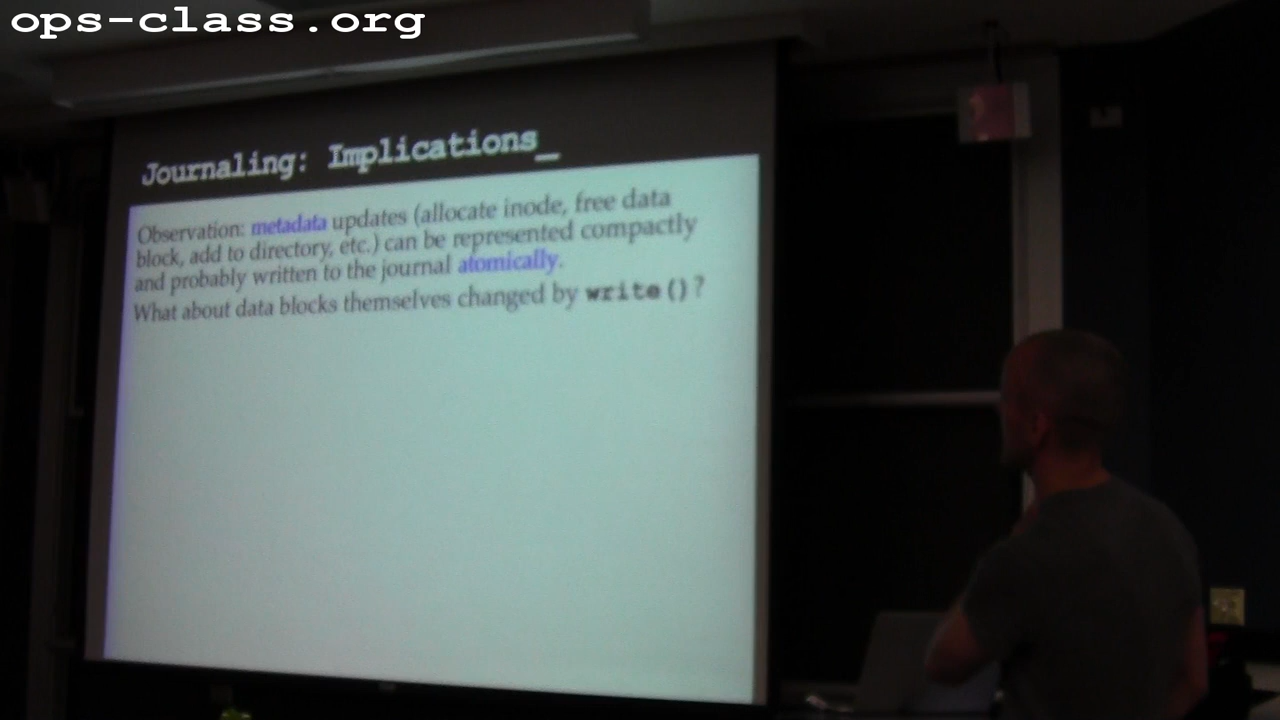 ops-class.org
Journaling: Implications_
Observation: metadata updates (allocate inode, free data
block, add to directory, etc.) can be represented compactly
and probably written to the journal atomically.
What about data blocks themselves changed by write()?